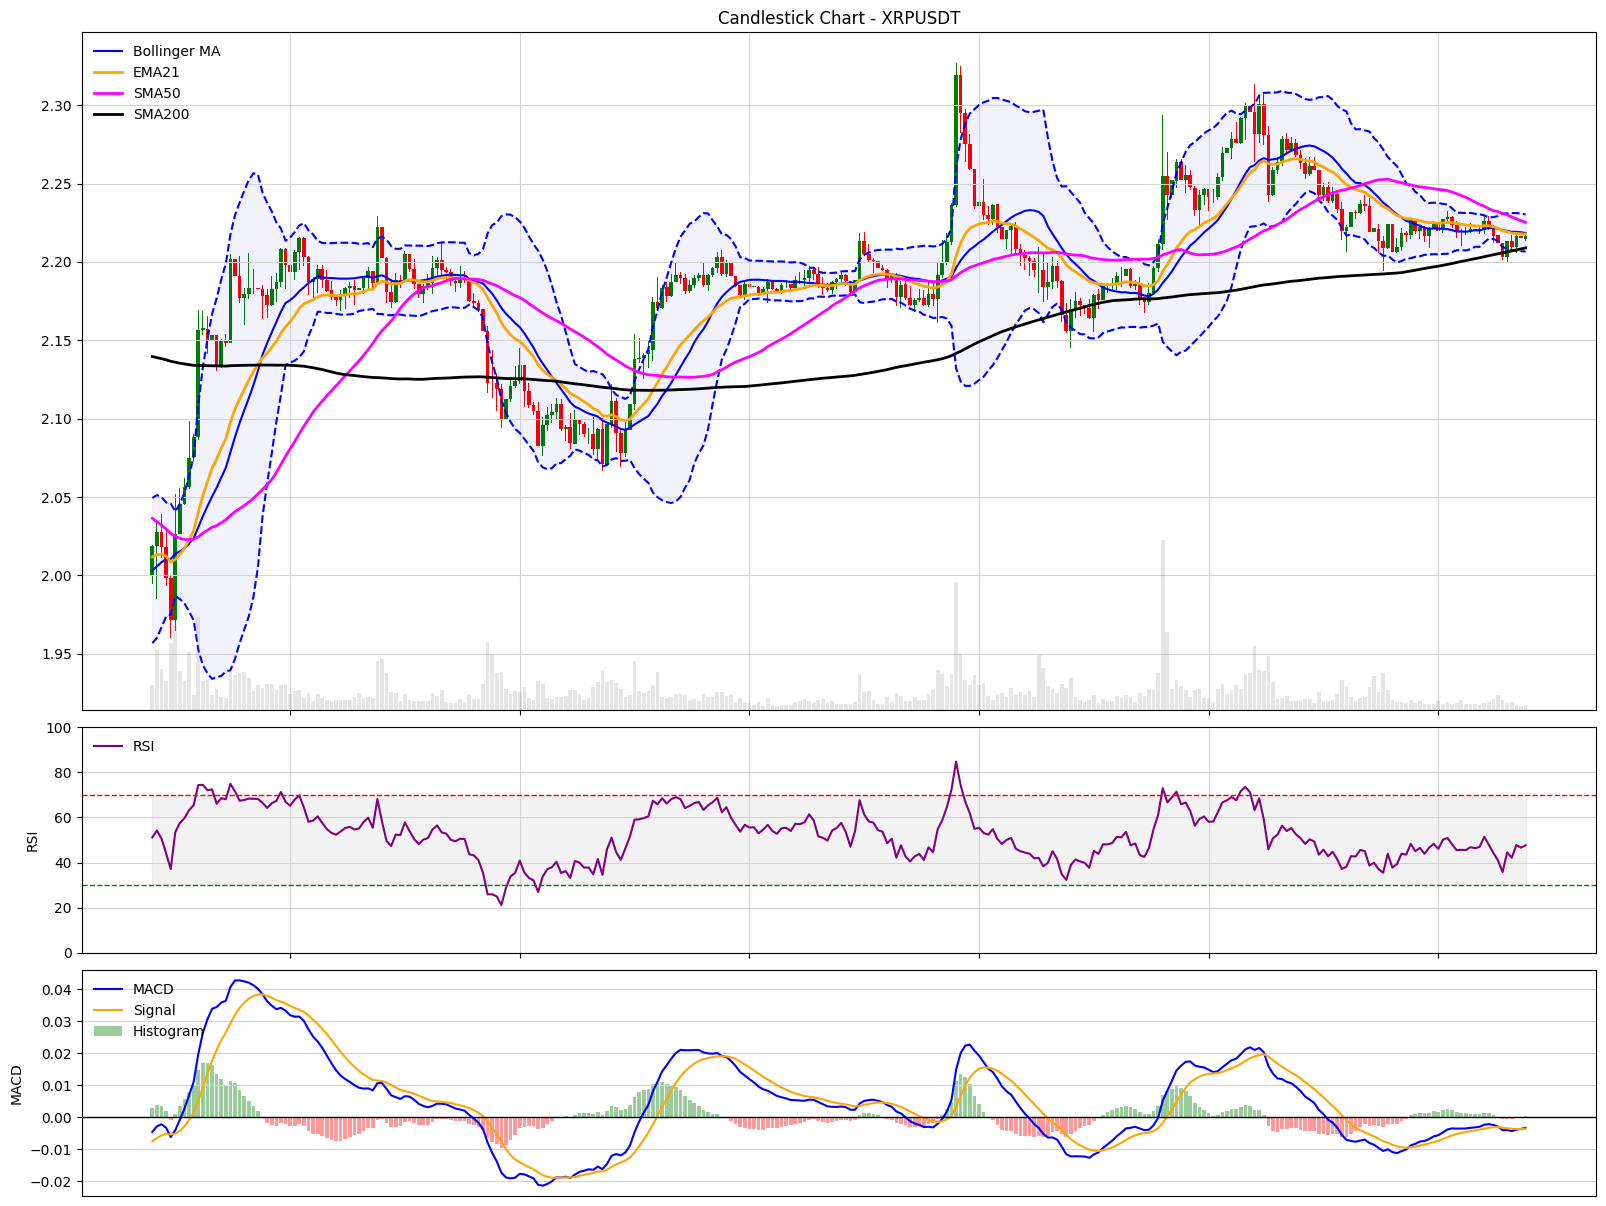 Candlestick Chart - XRPUSDT
Bollinger MA
EMA21
SMA50
SMA200
2.30
2.25
2.20
2.15
2.10
2.05
2.00
1.95
RSI
100
80
60
40
20
0
RSI
MACD
Signal
Histogram
0.04
0.03
0.02
0.01
0.00
−0.01
−0.02
MACD